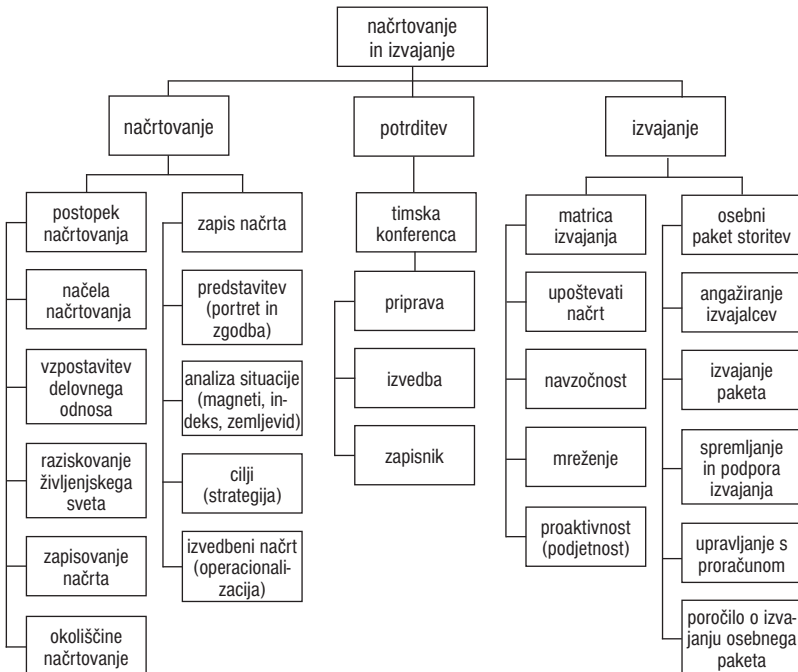 načrtovanje
in izvajanje
načrtovanje
potrditev
izvajanje
postopek
načrtovanja
načela
načrtovanja
vzpostavitev
delovnega
odnosa
raziskovanje
življenjskega
sveta
zapisovanje
načrta
okoliščine
načrtovanje
zapis načrta
predstavitev
(portret in
zgodba)
analiza situacije
(magneti, in-
deks, zemljevid)
cilji
(strategija)
izvedbeni načrt
(operacionali-
zacija)
timska
konferenca
priprava
izvedba
zapisnik
matrica
izvajanja
upoštevati
načrt
navzočnost
mreženje
proaktivnost
(podjetnost)
osebni
paket storitev
angažiranje
izvajalcev
izvajanje
paketa
spremljanje
in podpora
izvajanja
upravljanje s
proračunom
poročilo o izva-
janju osebnega
paketa